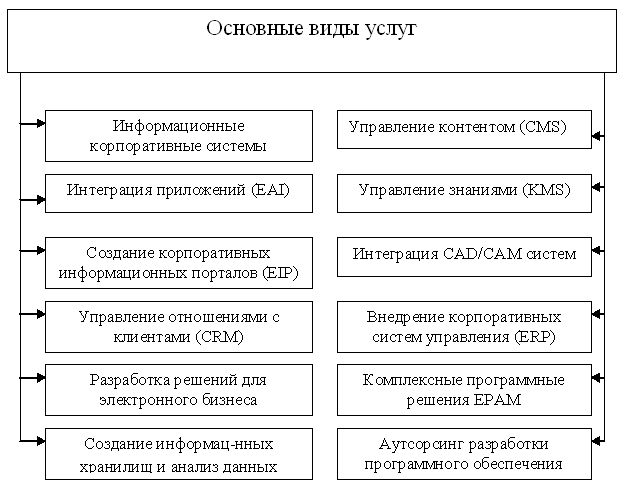 Основные виды услуг
Информационные
корпоративные системы
Интеграция приложений (EAI)
Создание корпоративных
информационных порталов (EIP)
Управление отношениями с
клиентами (CRM)
Разработка решений для
электронного бизнеса
Создание информац-нных
хранилищ и анализ данных
Управление контентом (CMS)
Управление знаниями (KMS)
Интеграция CAD/CAM систем
Внедрение корпоративных
систем управления (ERP)
Комплексные программные
решения EPAM
Аутсорсинг разработки
программного обеспечения